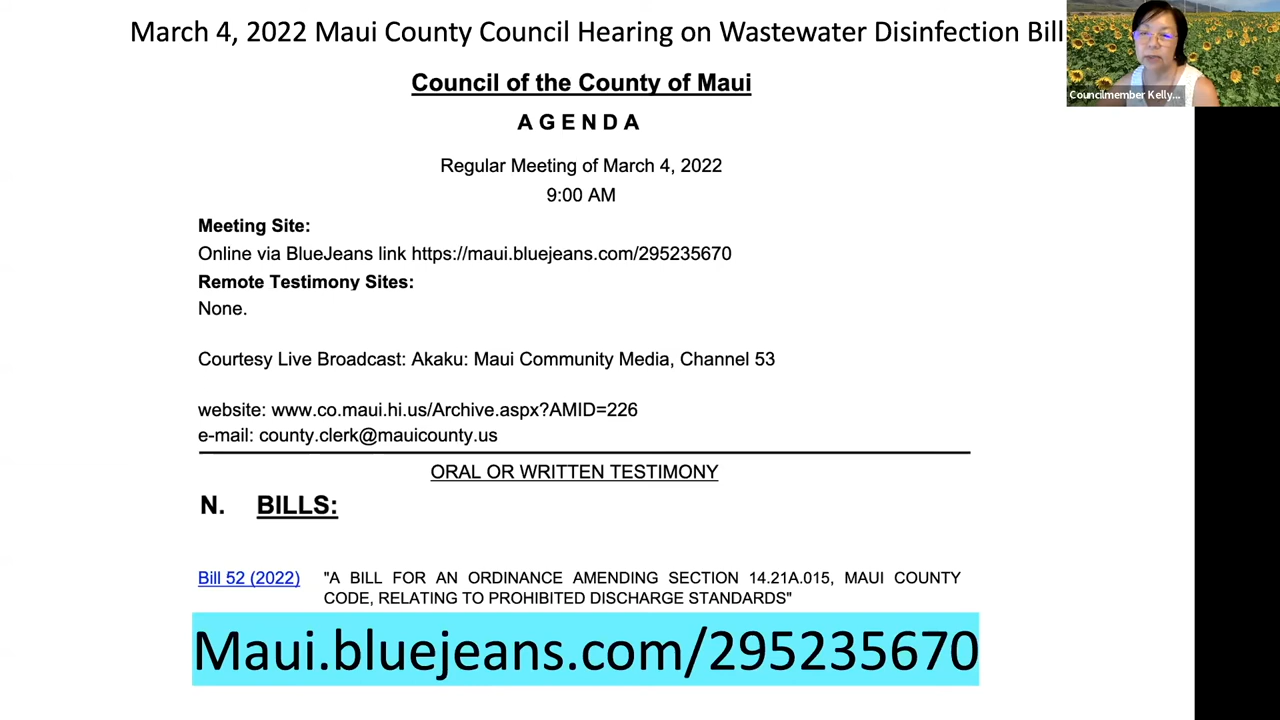 March 4, 2022 Maui County Council Hearing on Wastewater Disinfection Bill
Councilmember Kelly...
Council of the County of Maui
A G E N D A
Regular Meeting of March 4, 2022
9:00 AM
Meeting Site:
Online via BlueJeans link https://maui.bluejeans.com/295235670
Remote Testimony Sites:
None.
Courtesy Live Broadcast: Akaku: Maui Community Media, Channel 53
website: www.co.maui.hi.us/Archive.aspx?AMID=226
e-mail: county.clerk@mauicounty.us
ORAL OR WRITTEN TESTIMONY
N. BILLS:
Bill 52 (2022) "A BILL FOR AN ORDINANCE AMENDING SECTION 14.21A.015, MAUI COUNTY
CODE, RELATING TO PROHIBITED DISCHARGE STANDARDS"
Maui.bluejeans.com/295235670